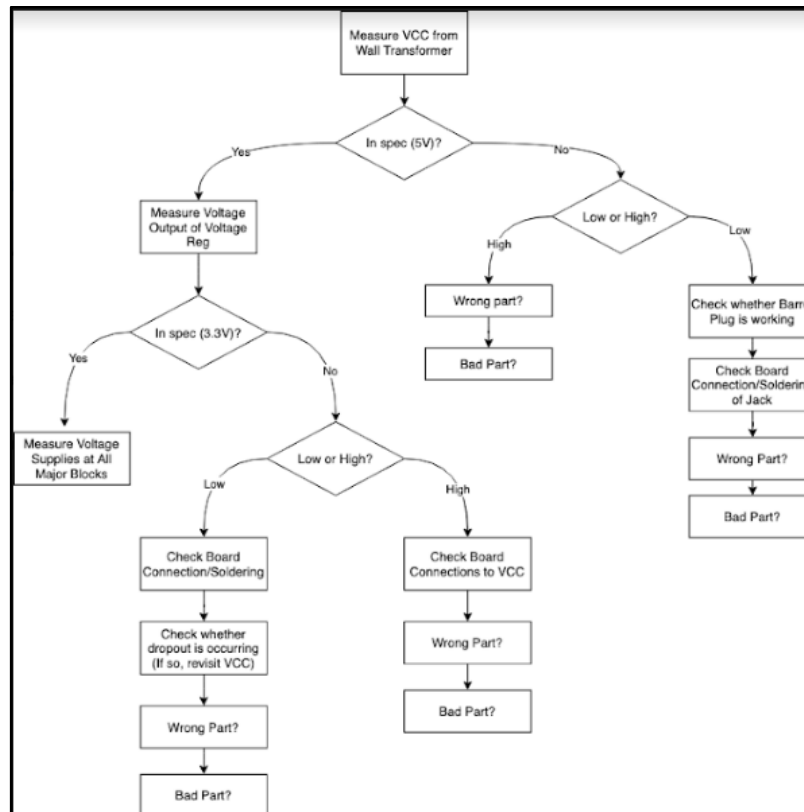 Measure VCC from
Wall Transformer
In spec (5V)?
Yes
No
Measure Voltage
Output of Voltage
Reg
Low or High?
High
Low
Wrong part?
Bad Part?
Check whether
Plug is working
Check Board
Connection/Soldering
of Jack
Wrong Part?
Bad Part?
In spec (3.3V)?
Yes
No
Measure Voltage
Supplies at All
Major Blocks
Low or High?
Low
High
Check Board
Connection/Soldering
Check whether
dropout is occurring
(If so, revisit VCC)
Wrong Part?
Bad Part?
Check Board
Connections to VCC
Wrong Part?
Bad Part?